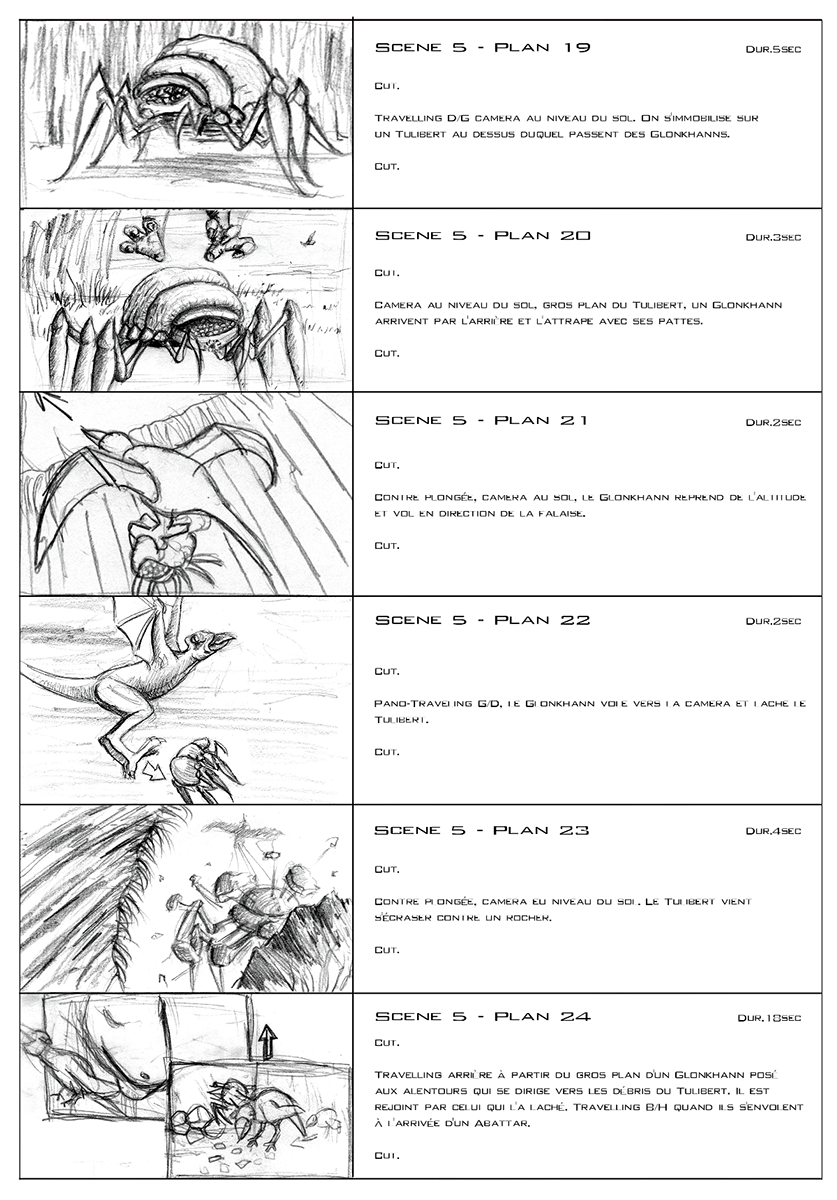 Scene 5 - Plan 19
Dur.5sec
Cut.
Travelling D/G camera au niveau du sol. On s'immobilise sur
un Tulibert au dessus duquel passent des Glonkhanns.
Cut.
Scene 5 - Plan 20
Dur.3sec
Cut.
Camera au niveau du sol, gros plan du Tulibert, un Glonkhann
arrivent par l'arrière et l'attrape avec ses pattes.
Cut.
Scene 5 - Plan 21
Dur.2sec
Cut.
Contre plongée, camera au sol, le Glonkhann reprend de l'altitude
et vol en direction de la falaise.
Cut.
Scene 5 - Plan 22
Dur.2sec
Cut.
Pano-Traveling G/D, le Glonkhann vole vers la camera et lache le
Tulibert.
Cut.
Scene 5 - Plan 23
Dur.4sec
Cut.
Contre plongée, camera eu niveau du sol. Le Tulibert vient
s'écraser contre un rocher.
Cut.
Scene 5 - Plan 24
Dur.18sec
Cut.
Travelling arrière à partir du gros plan d'un Glonkhann posé
aux alentours qui se dirige vers les débris du Tulibert. Il est
rejoint par celui qui l'a laché. Travelling B/H quand ils s'envolent
à l'arrivée d'un Abattar.
Cut.